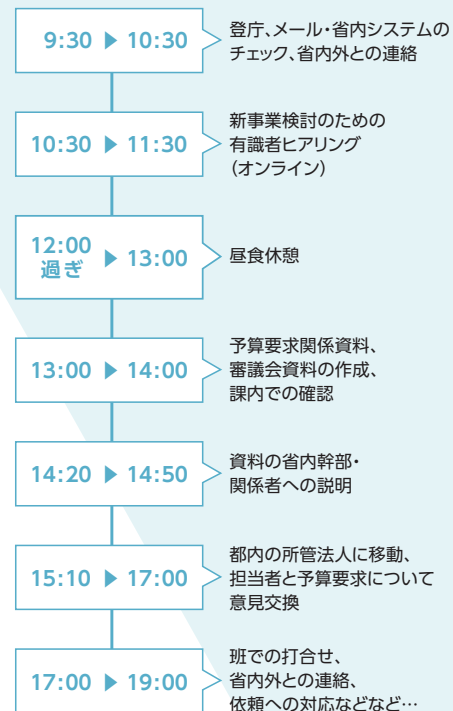 9:30 ▶ 10:30
登庁、メール・省内システムの
チェック、省内外との連絡
10:30 ▶ 11:30
新事業検討のための
有識者ヒアリング
(オンライン)
12:00
過ぎ
▶ 13:00
昼食休憩
13:00 ▶ 14:00
予算要求関係資料、
審議会資料の作成、
課内での確認
14:20 ▶ 14:50
資料の省内幹部・
関係者への説明
15:10 ▶ 17:00
都内の所管法人に移動、
担当者と予算要求について
意見交換
17:00 ▶ 19:00
班での打合せ、
省内外との連絡、
依頼への対応などなど…